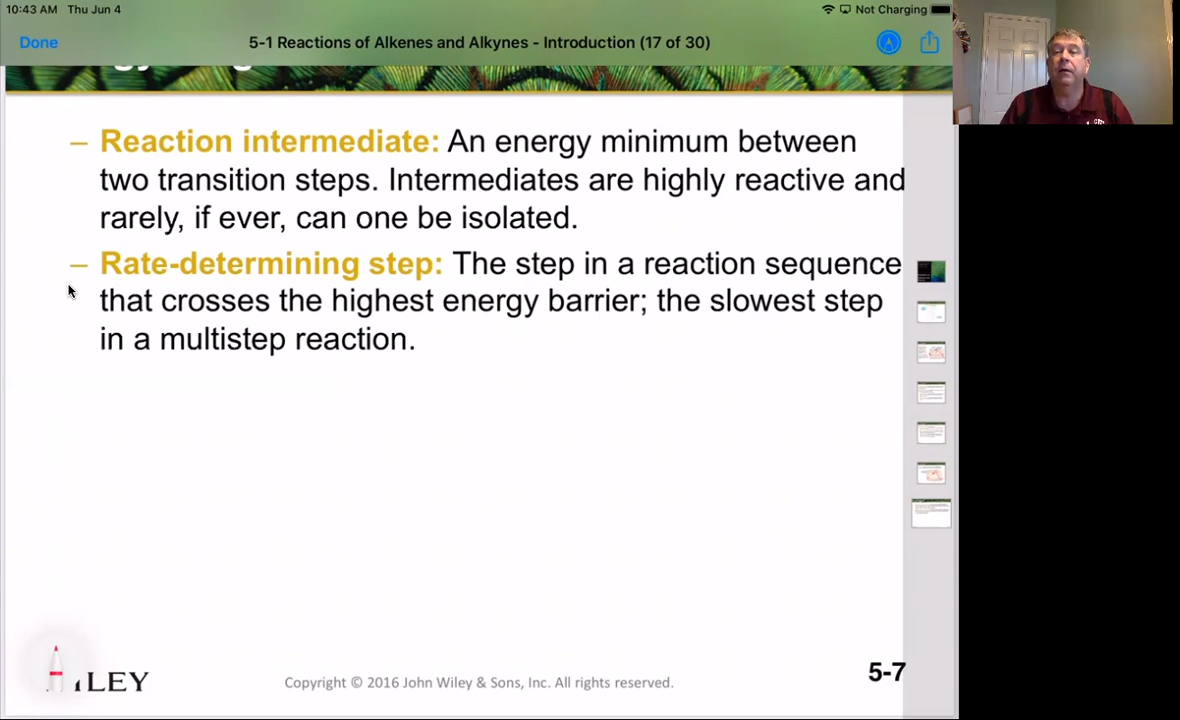 10:43 AM Thu Jun 4
Not Charging
Done
5-1 Reactions of Alkenes and Alkynes - Introduction (17 of 30)
– Reaction intermediate: An energy minimum between
two transition steps. Intermediates are highly reactive and
rarely, if ever, can one be isolated.
– Rate-determining step: The step in a reaction sequence
that crosses the highest energy barrier; the slowest step
in a multistep reaction.
Copyright © 2016 John Wiley & Sons, Inc. All rights reserved.
5-7